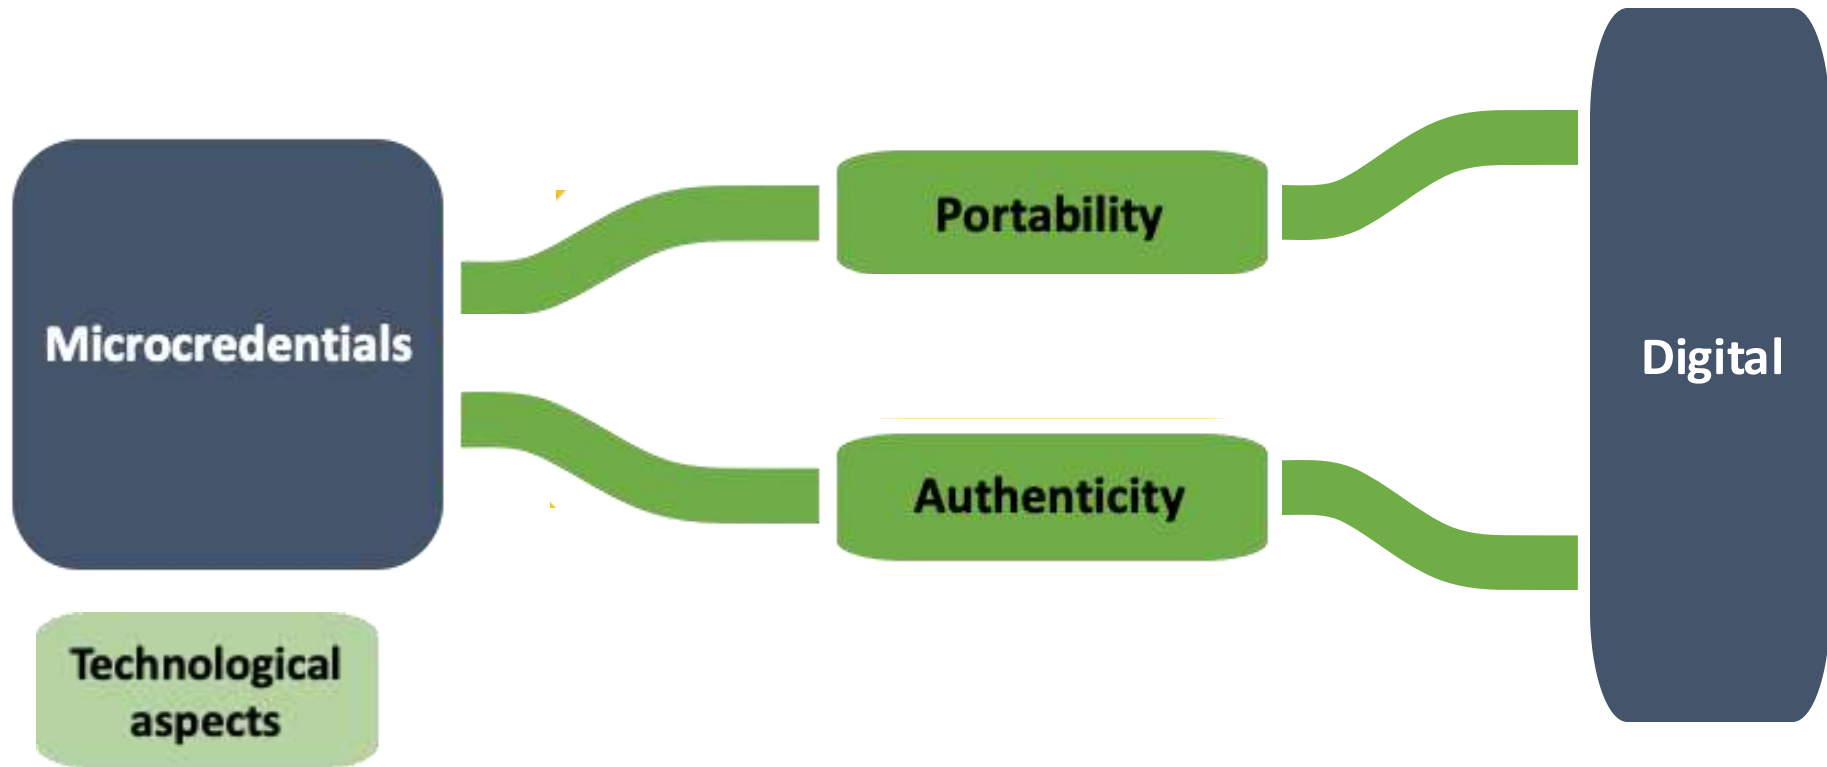 Microcredentials
Portability
Authenticity
Digital
Technological
aspects